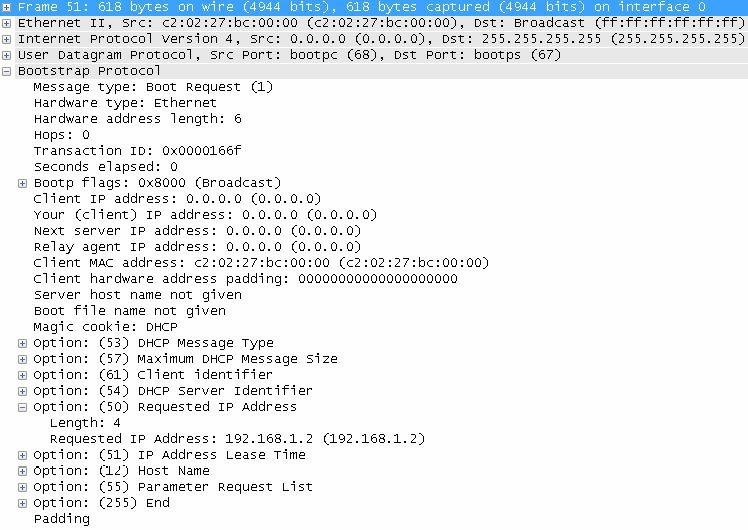 Frame 51: 618 bytes on wire (4944 bits), 618 bytes captured (4944 bits) on interface 0
Ethernet II, Src: c2:02:27:bc:00:00 (c2:02:27:bc:00:00), Dst: Broadcast (ff:ff:ff:ff:ff:ff)
Internet Protocol Version 4, Src: 0.0.0.0 (0.0.0.0), Dst: 255.255.255.255 (255.255.255.255)
User Datagram Protocol, Src Port: bootpc (68), Dst Port: bootps (67)
Bootstrap Protocol
Message type: Boot Request (1)
Hardware type: Ethernet
Hardware address length: 6
Hops: 0
Transaction ID: 0x0000166f
Seconds elapsed: 0
Bootp flags: 0x8000 (Broadcast)
Client IP address: 0.0.0.0 (0.0.0.0)
Your (client) IP address: 0.0.0.0 (0.0.0.0)
Next server IP address: 0.0.0.0 (0.0.0.0)
Relay agent IP address: 0.0.0.0 (0.0.0.0)
Client MAC address: c2:02:27:bc:00:00 (c2:02:27:bc:00:00)
Client hardware address padding: 00000000000000000000
Server host name not given
Boot file name not given
Magic cookie: DHCP
Option: (53) DHCP Message Type
Option: (57) Maximum DHCP Message Size
Option: (61) Client identifier
Option: (54) DHCP Server Identifier
Option: (50) Requested IP Address
Length: 4
Requested IP Address: 192.168.1.2 (192.168.1.2)
Option: (51) IP Address Lease Time
Option: (12) Host Name
Option: (55) Parameter Request List
Option: (255) End
Padding